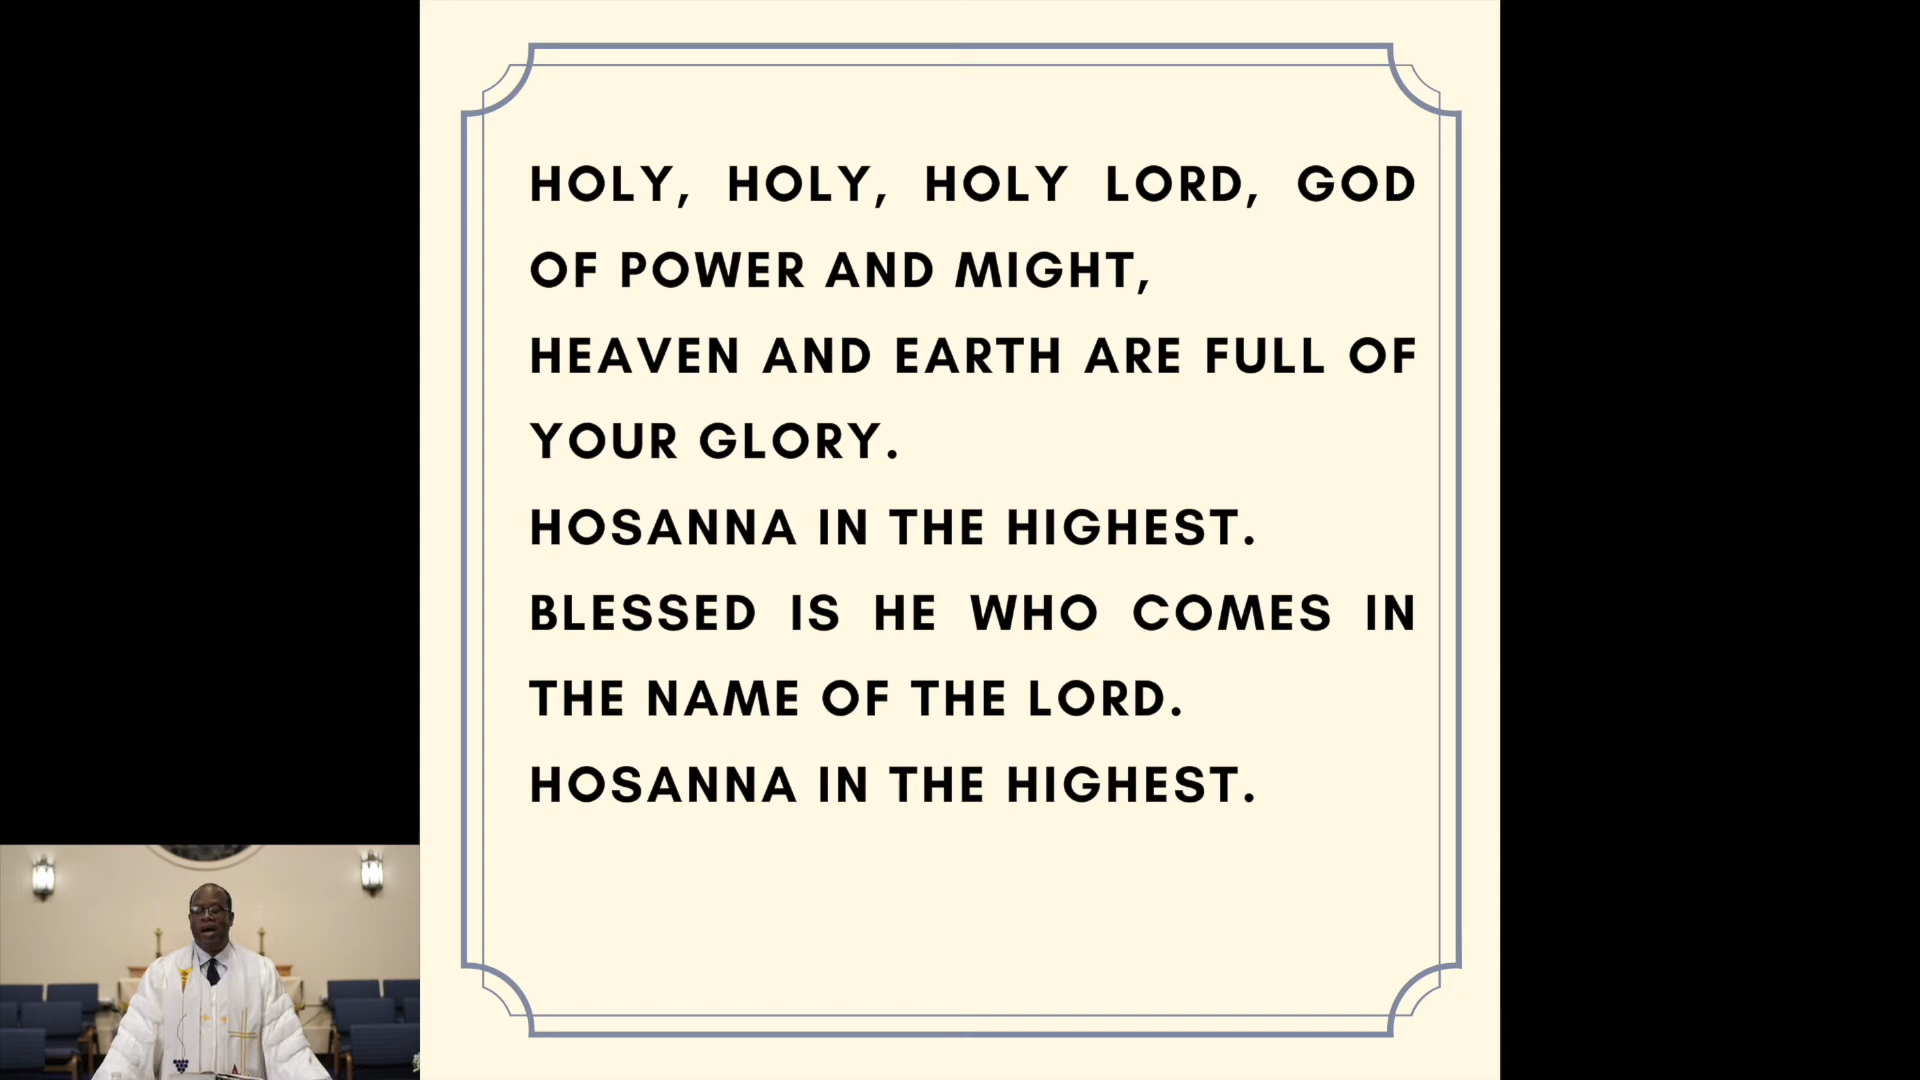 HOLY, HOLY, HOLY LORD, GOD
OF POWER AND MIGHT,
HEAVEN AND EARTH ARE FULL OF
YOUR GLORY.
HOSANNA IN THE HIGHEST.
BLESSED IS HE WHO COMES IN
THE NAME OF THE LORD.
HOSANNA IN THE HIGHEST.